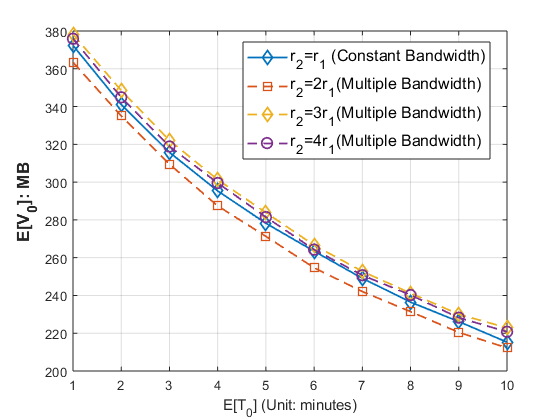 380
360
340
320
300
280
260
240
220
200
E[V0]: MB
r2=r1 (Constant Bandwidth)
r2=2r1(Multiple Bandwidth)
r2=3r1(Multiple Bandwidth)
r2=4r1(Multiple Bandwidth)
1 2 3 4 5 6 7 8 9 10
E[T0] (Unit: minutes)